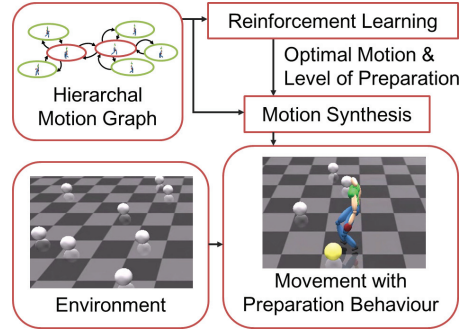 Reinforcement Learning
Optimal Motion &
Level of Preparation
Hierarchal
Motion Graph
Motion Synthesis
Environment
Movement with
Preparation Behaviour